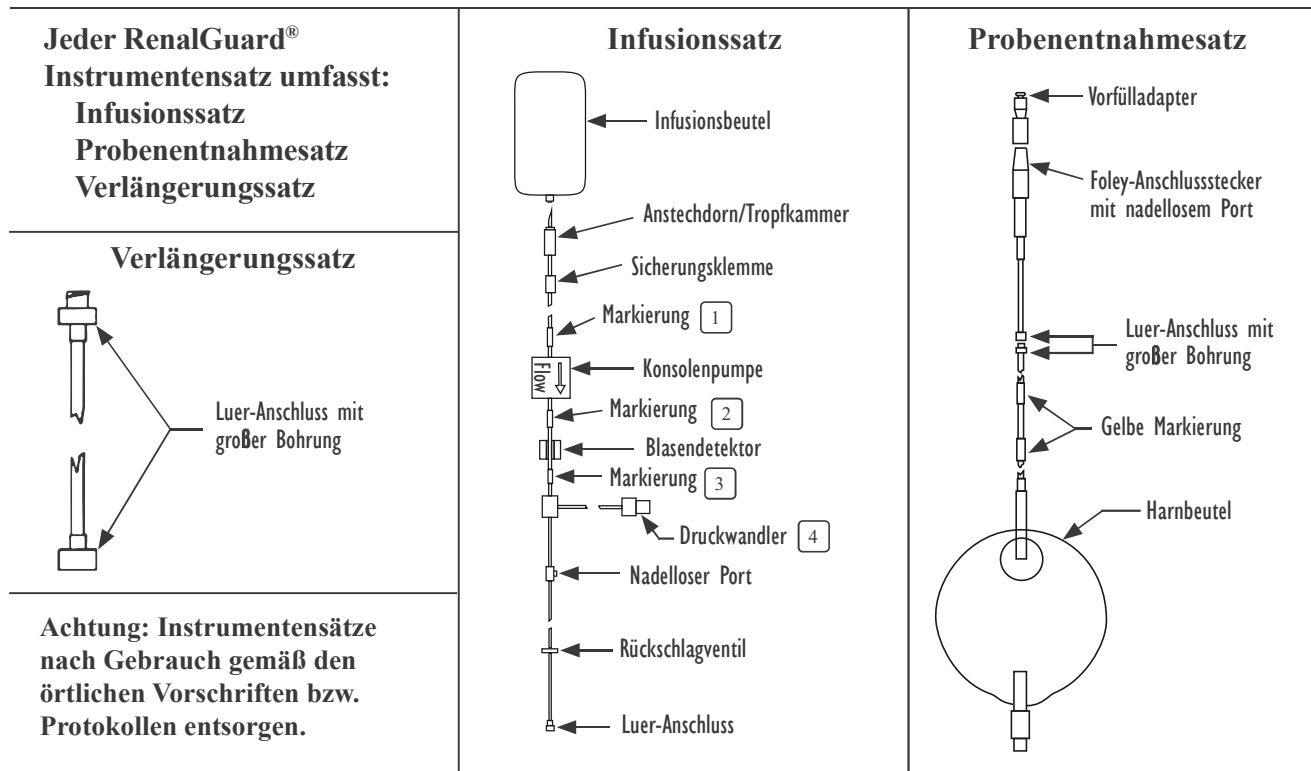 Jeder RenalGuard®
Instrumentensatz umfasst:
Infusionssatz
Probenentnahmesatz
Verlängerungssatz
Verlängerungssatz
Luer-Anschluss mit
großer Bohrung
Achtung: Instrumentensätze
nach Gebrauch gemäß den
örtlichen Vorschriften bzw.
Protokollen entsorgen.
Infusionssatz
Infusionsbeutel
Anstechdorn/Tropfkammer
Sicherungsklemme
Markierung 1
Flow
Konsolenpumpe
Markierung 2
Blasendetektor
Markierung 3
Druckwandler 4
Nadelloser Port
Rückschlagventil
Luer-Anschluss
Probenentnahmesatz
Vorfülladapter
Foley-Anschlussstecker
mit nadellosem Port
Luer-Anschluss mit
großer Bohrung
Gelbe Markierung
Harnbeutel